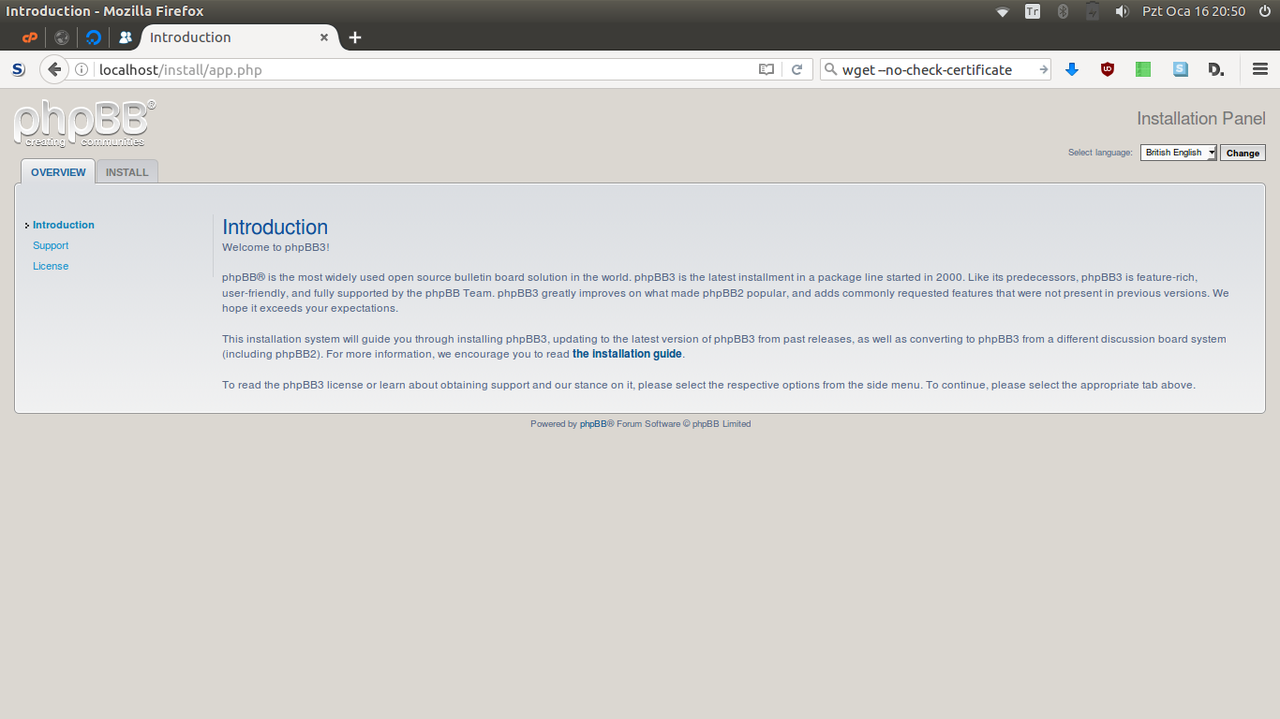 Introduction - Mozilla Firefox
Tr
Pzt Oca 16 20:50
cP
Introduction
S
localhost/install/app.php
wget –no-check-certificate
S
D.
phpBB®
creating communities
Installation Panel
Select language:
British English
Change
OVERVIEW
INSTALL
Introduction
Support
License
Introduction
Welcome to phpBB3!
phpBB® is the most widely used open source bulletin board solution in the world. phpBB3 is the latest installment in a package line started in 2000. Like its predecessors, phpBB3 is feature-rich,
user-friendly, and fully supported by the phpBB Team. phpBB3 greatly improves on what made phpBB2 popular, and adds commonly requested features that were not present in previous versions. We
hope it exceeds your expectations.
This installation system will guide you through installing phpBB3, updating to the latest version of phpBB3 from past releases, as well as converting to phpBB3 from a different discussion board system
(including phpBB2). For more information, we encourage you to read the installation guide.
To read the phpBB3 license or learn about obtaining support and our stance on it, please select the respective options from the side menu. To continue, please select the appropriate tab above.
Powered by phpBB® Forum Software © phpBB Limited